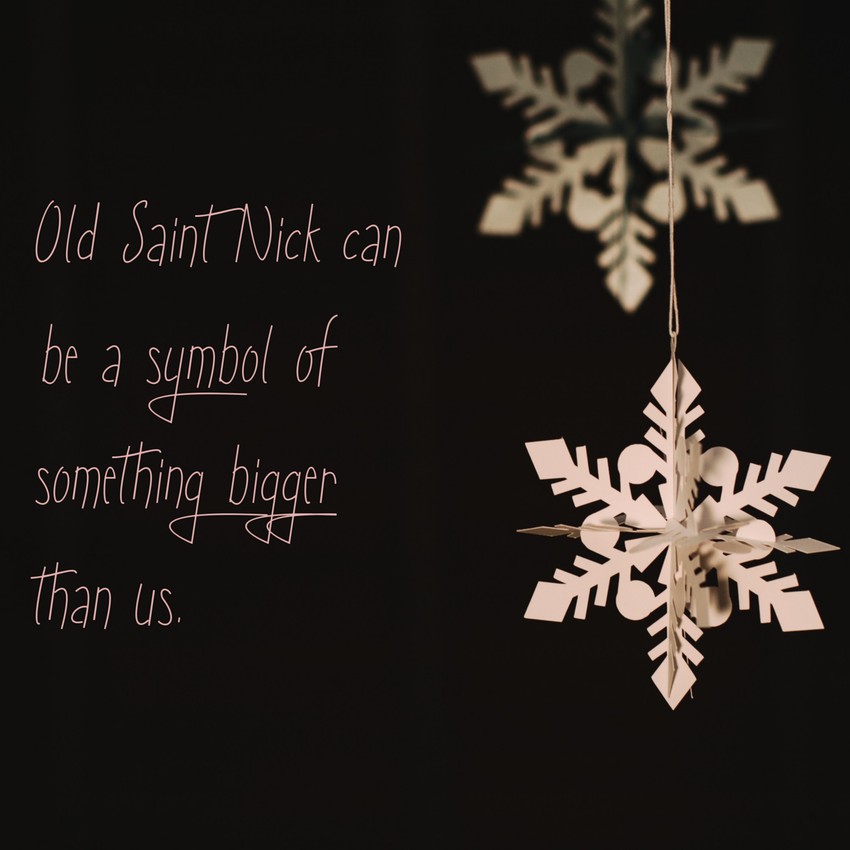 Old Saint Nick can
be a symbol of
something bigger
than us.